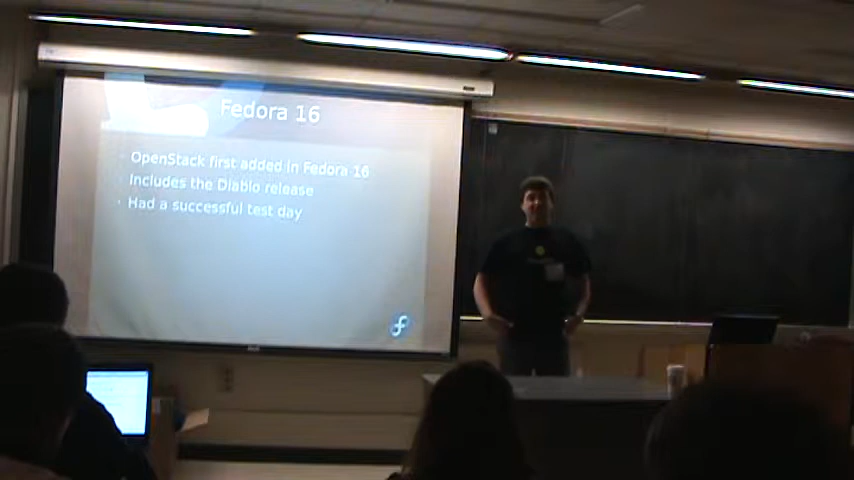 Fedora 16
OpenStack first added in Fedora 16
Includes the Diablo release
Had a successful test day